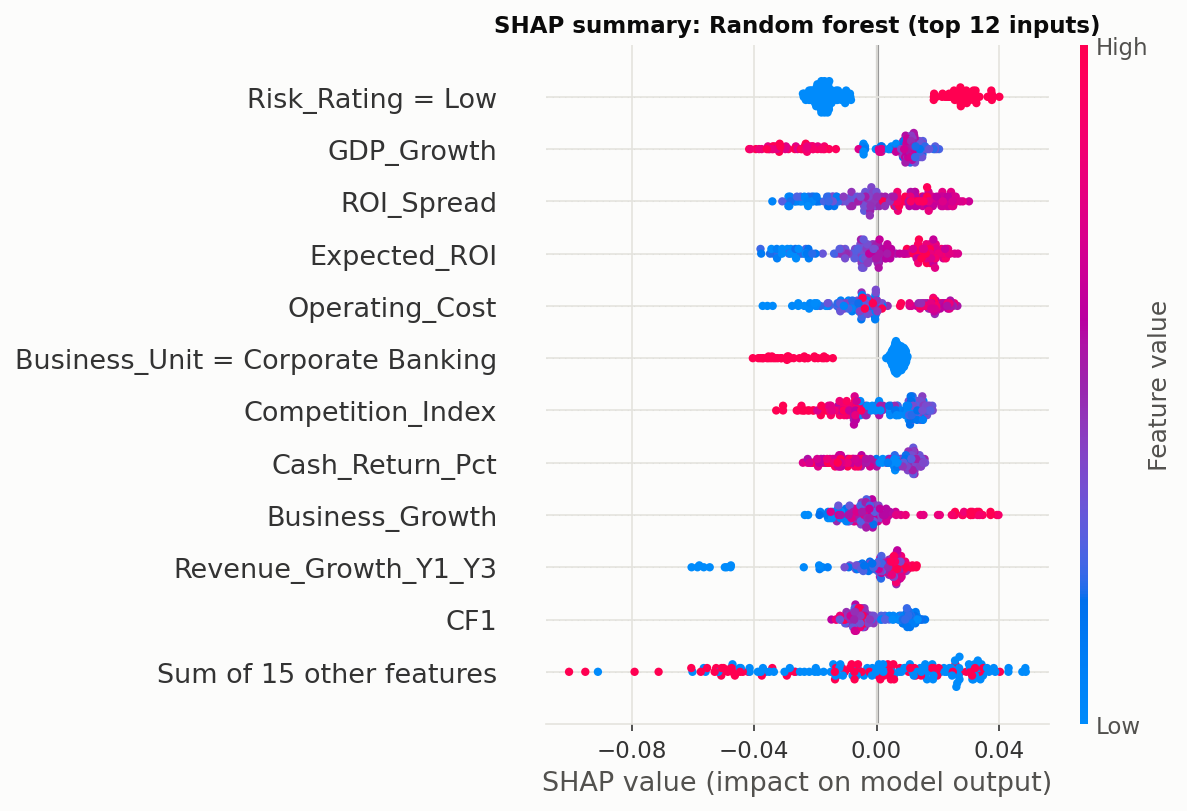 SHAP summary: Random forest (top 12 inputs)
High
Risk_Rating = Low
GDP_Growth
ROI_Spread
Expected_ROI
Operating_Cost
Business_Unit = Corporate Banking
Competition_Index
Cash_Return_Pct
Business_Growth
Revenue_Growth_Y1_Y3
CF1
Sum of 15 other features
Feature value
Low
−0.08 −0.04 0.00 0.04
SHAP value (impact on model output)